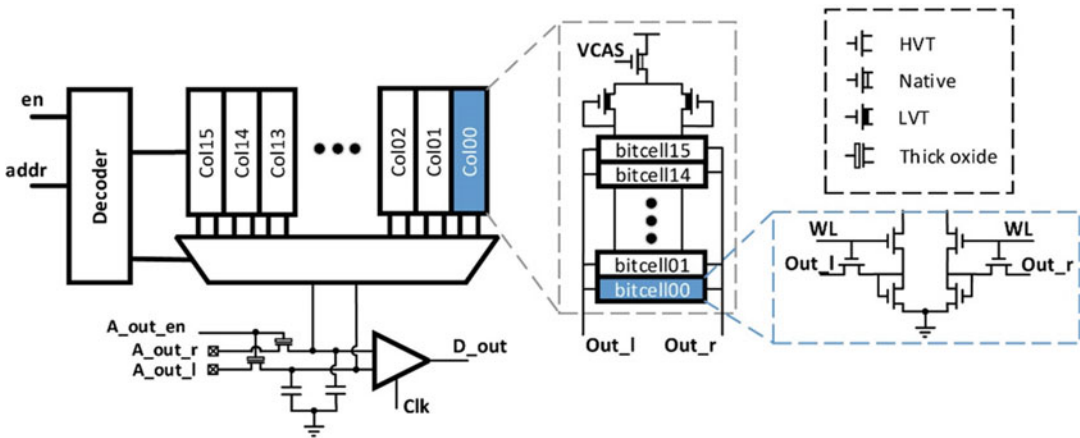 en
addr
Decoder
Col15
Col14
Col13
Col02
Col01
Col00
A_out_en
A_out_r
A_out_l
D_out
Clk
VCAS
bitcell15
bitcell14
bitcell01
bitcell00
Out_l
Out_r
HVT
Native
LVT
Thick oxide
WL
WL
Out_l
Out_r